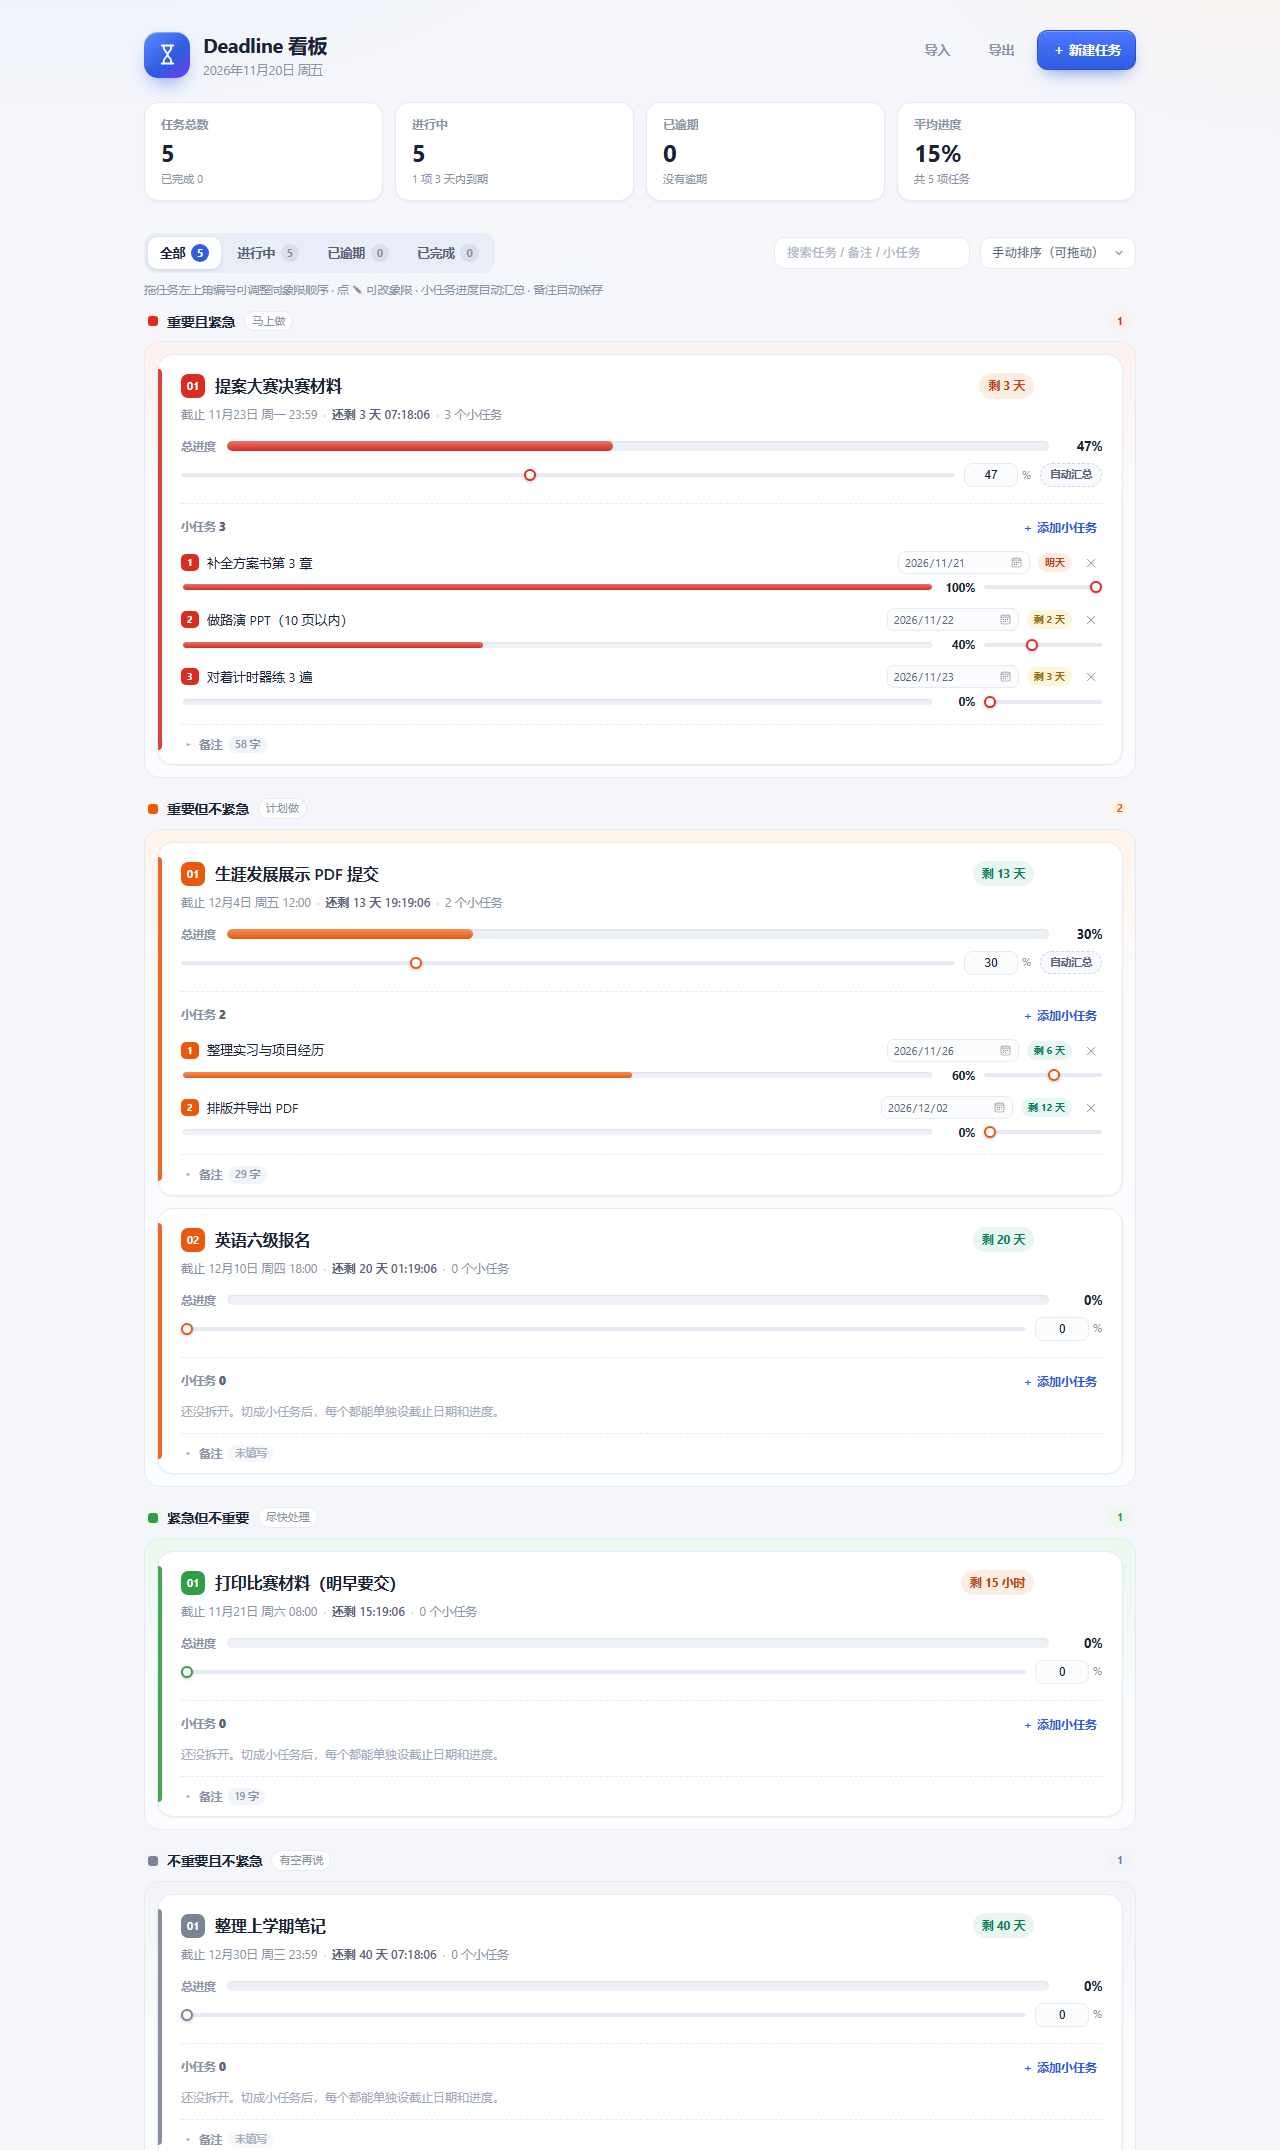 Deadline 看板
2026年11月20日 周五
导入
导出
+ 新建任务
任务总数
5
已完成 0
进行中
5
1 项 3 天内到期
已逾期
0
没有逾期
平均进度
15%
共 5 项任务
全部 5
进行中 5
已逾期 0
已完成 0
搜索任务 / 备注 / 小任务
手动排序（可拖动）
拖任务左上角编号可调整同象限顺序 · 点 ✎ 可改象限 · 小任务进度自动汇总 · 备注自动保存
重要且紧急 马上做 1
01 提案大赛决赛材料 剩 3 天
截止 11月23日 周一 23:59 · 还剩 3 天 07:18:06 · 3 个小任务
总进度 47%
47 % 自动汇总
小任务 3 + 添加小任务
1 补全方案书第 3 章 2026/11/21 明天 ×
100%
2 做路演 PPT（10 页以内） 2026/11/22 剩 2 天 ×
40%
3 对着计时器练 3 遍 2026/11/23 剩 3 天 ×
0%
备注 58 字
重要但不紧急 计划做 2
01 生涯发展展示 PDF 提交 剩 13 天
截止 12月4日 周五 12:00 · 还剩 13 天 19:19:06 · 2 个小任务
总进度 30%
30 % 自动汇总
小任务 2 + 添加小任务
1 整理实习与项目经历 2026/11/26 剩 6 天 ×
60%
2 排版并导出 PDF 2026/12/02 剩 12 天 ×
0%
备注 29 字
02 英语六级报名 剩 20 天
截止 12月10日 周四 18:00 · 还剩 20 天 01:19:06 · 0 个小任务
总进度 0%
0 %
小任务 0 + 添加小任务
还没拆开。切成小任务后，每个都能单独设截止日期和进度。
备注 未填写
紧急但不重要 尽快处理 1
01 打印比赛材料（明早要交） 剩 15 小时
截止 11月21日 周六 08:00 · 还剩 15:19:06 · 0 个小任务
总进度 0%
0 %
小任务 0 + 添加小任务
还没拆开。切成小任务后，每个都能单独设截止日期和进度。
备注 19 字
不重要且不紧急 有空再说 1
01 整理上学期笔记 剩 40 天
截止 12月30日 周三 23:59 · 还剩 40 天 07:18:06 · 0 个小任务
总进度 0%
0 %
小任务 0 + 添加小任务
还没拆开。切成小任务后，每个都能单独设截止日期和进度。
备注 未填写